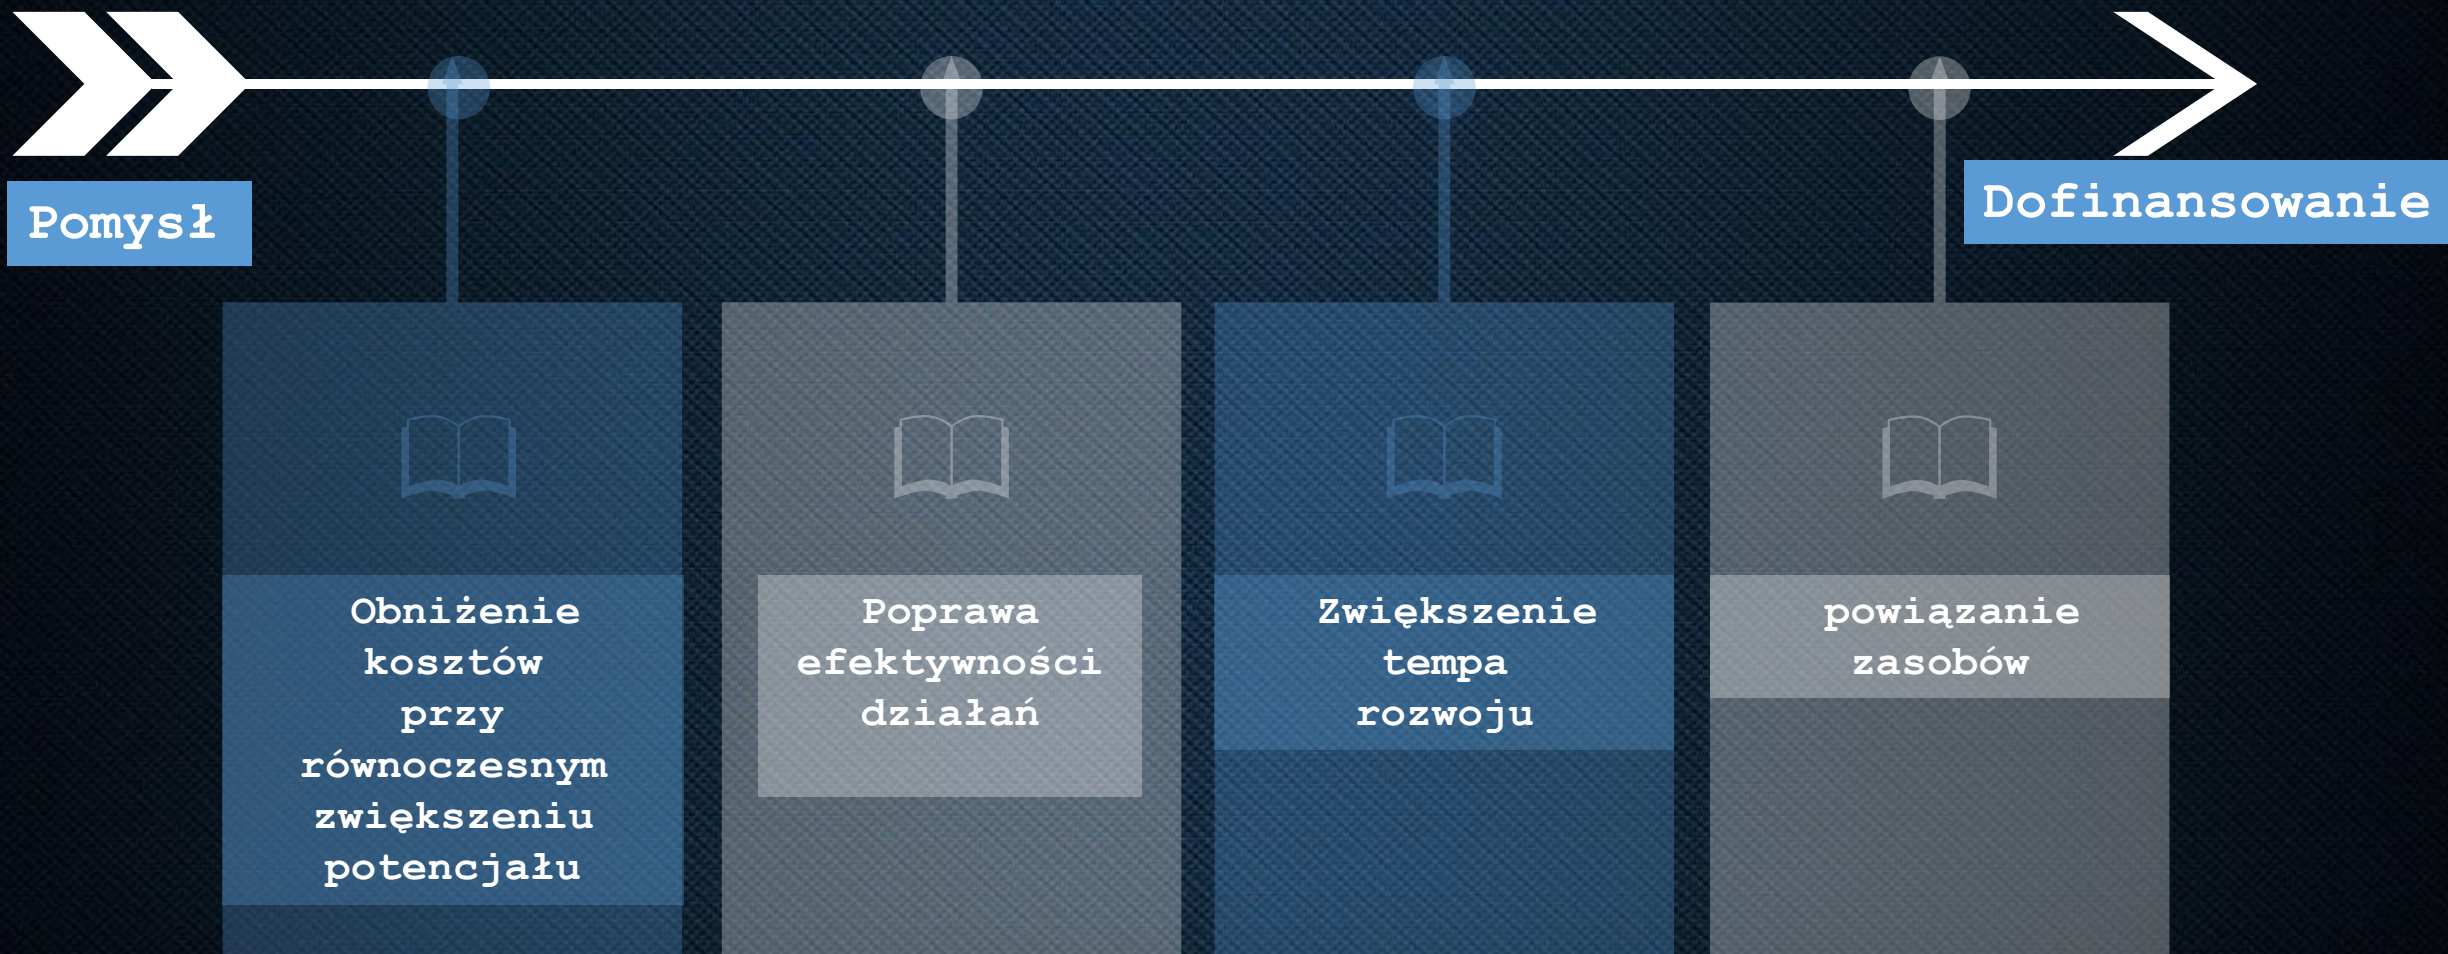 Pomysł
Dofinansowanie
Obniżenie
kosztów
przy
równoczesnym
zwiększeniu
potencjału
Poprawa
efektywności
działań
Zwiększenie
tempa
rozwoju
powiązanie
zasobów